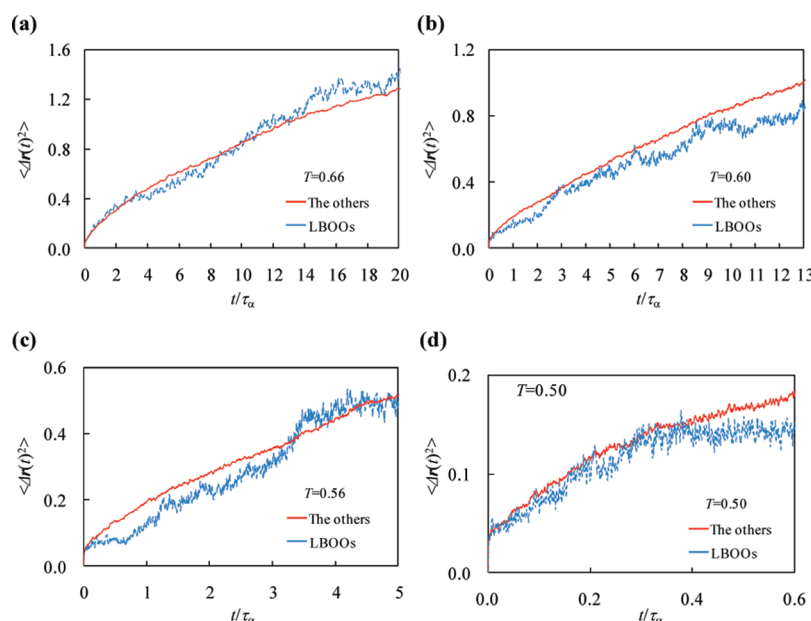 (a)
1.6
1.2
0.8
0.4
0.0
<Δr(t)²>
T=0.66
The others
LBOOs
0 2 4 6 8 10 12 14 16 18 20
t/τα
(b)
1.2
0.8
0.4
0.0
<Δr(t)²>
T=0.60
The others
LBOOs
0 1 2 3 4 5 6 7 8 9 10 11 12 13
t/τα
(c)
0.6
0.4
0.2
0.0
<Δr(t)²>
T=0.56
The others
LBOOs
0 1 2 3 4 5
t/τα
(d)
0.2
0.1
0.0
<Δr(t)²>
T=0.50
T=0.50
The others
LBOOs
0.0 0.2 0.4 0.6
t/τα